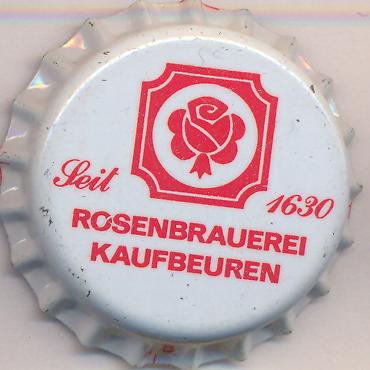 Seit 1630
ROSENBRAUEREI
KAUFBEUREN